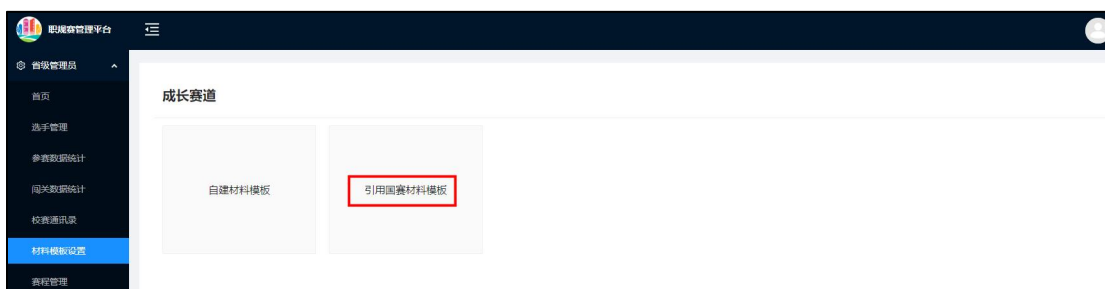 职规赛管理平台
省级管理员
首页
选手管理
参赛数据统计
闯关数据统计
校赛通讯录
材料模板设置
赛程管理
成长赛道
自建材料模板
引用国赛材料模板